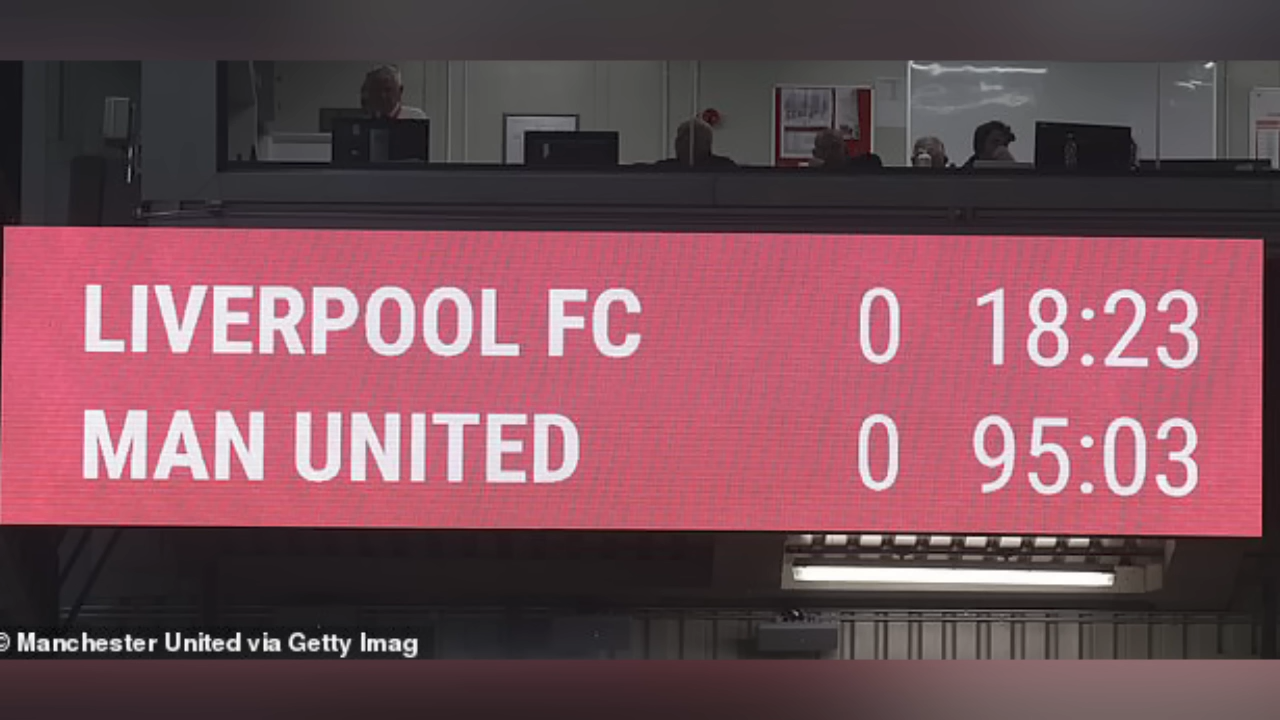 LIVERPOOL FC 0 18:23
MAN UNITED 0 95:03
© Manchester United via Getty Imag